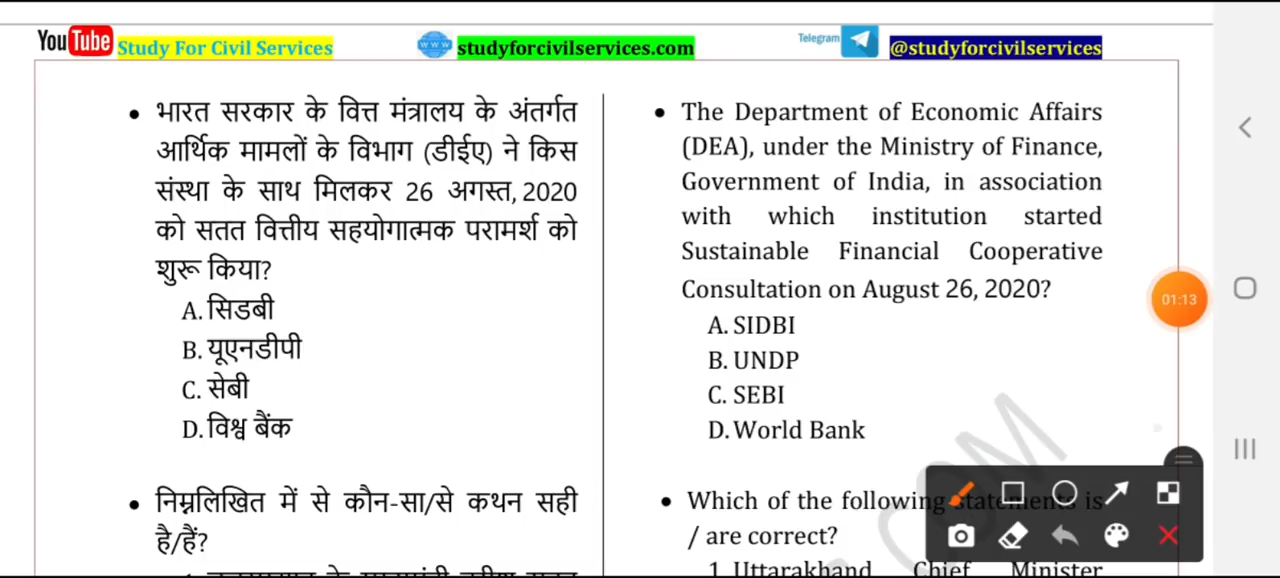 YouTube Study For Civil Services
www studyforcivilservices.com
Telegram @studyforcivilservices
• भारत सरकार के वित्त मंत्रालय के अंतर्गत
आर्थिक मामलों के विभाग (डीईए) ने किस
संस्था के साथ मिलकर 26 अगस्त, 2020
को सतत वित्तीय सहयोगात्मक परामर्श को
शुरू किया?
A. सिडबी
B. यूएनडीपी
C. सेबी
D. विश्व बैंक
• निम्नलिखित में से कौन-सा/से कथन सही
है/हैं?
• The Department of Economic Affairs
(DEA), under the Ministry of Finance,
Government of India, in association
with which institution started
Sustainable Financial Cooperative
Consultation on August 26, 2020?
A. SIDBI
B. UNDP
C. SEBI
D. World Bank
• Which of the following statements is
/ are correct?
1. Uttarakhand Chief Minister
01:13
.COM